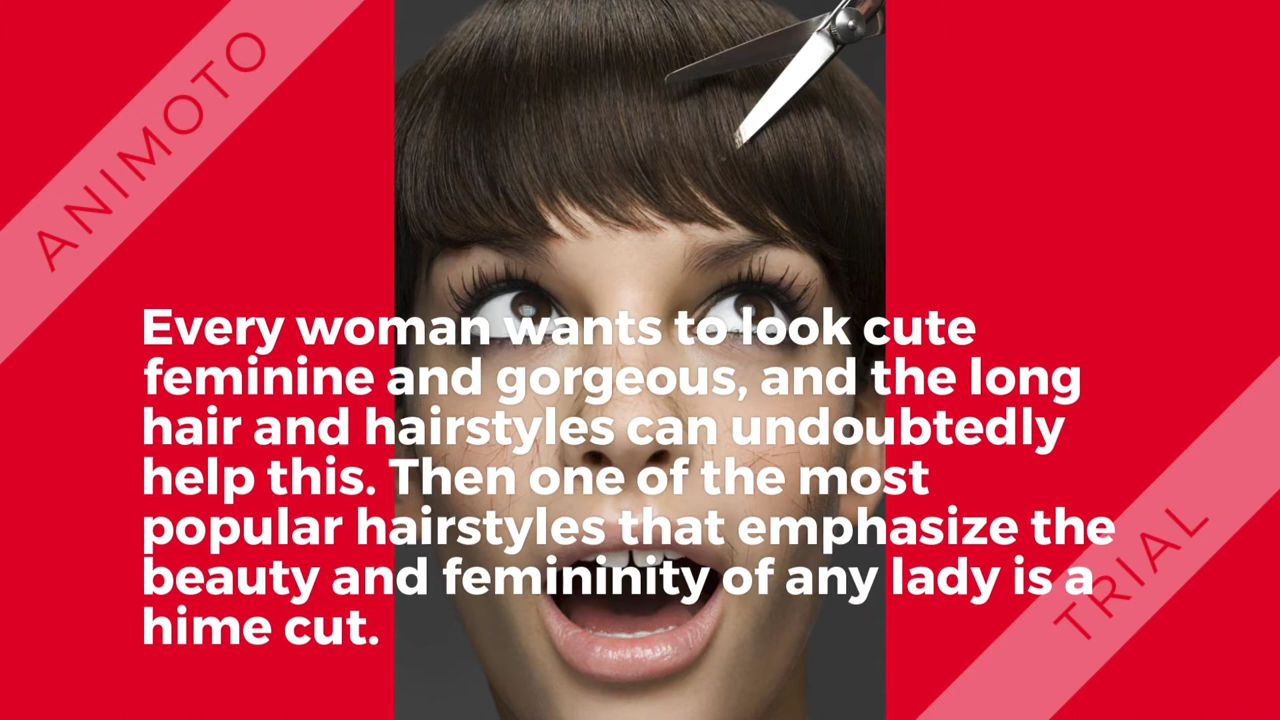 ANIMOTO
Every woman wants to look cute
feminine and gorgeous, and the long
hair and hairstyles can undoubtedly
help this. Then one of the most
popular hairstyles that emphasize the
beauty and femininity of any lady is a
hime cut.
TRIAL